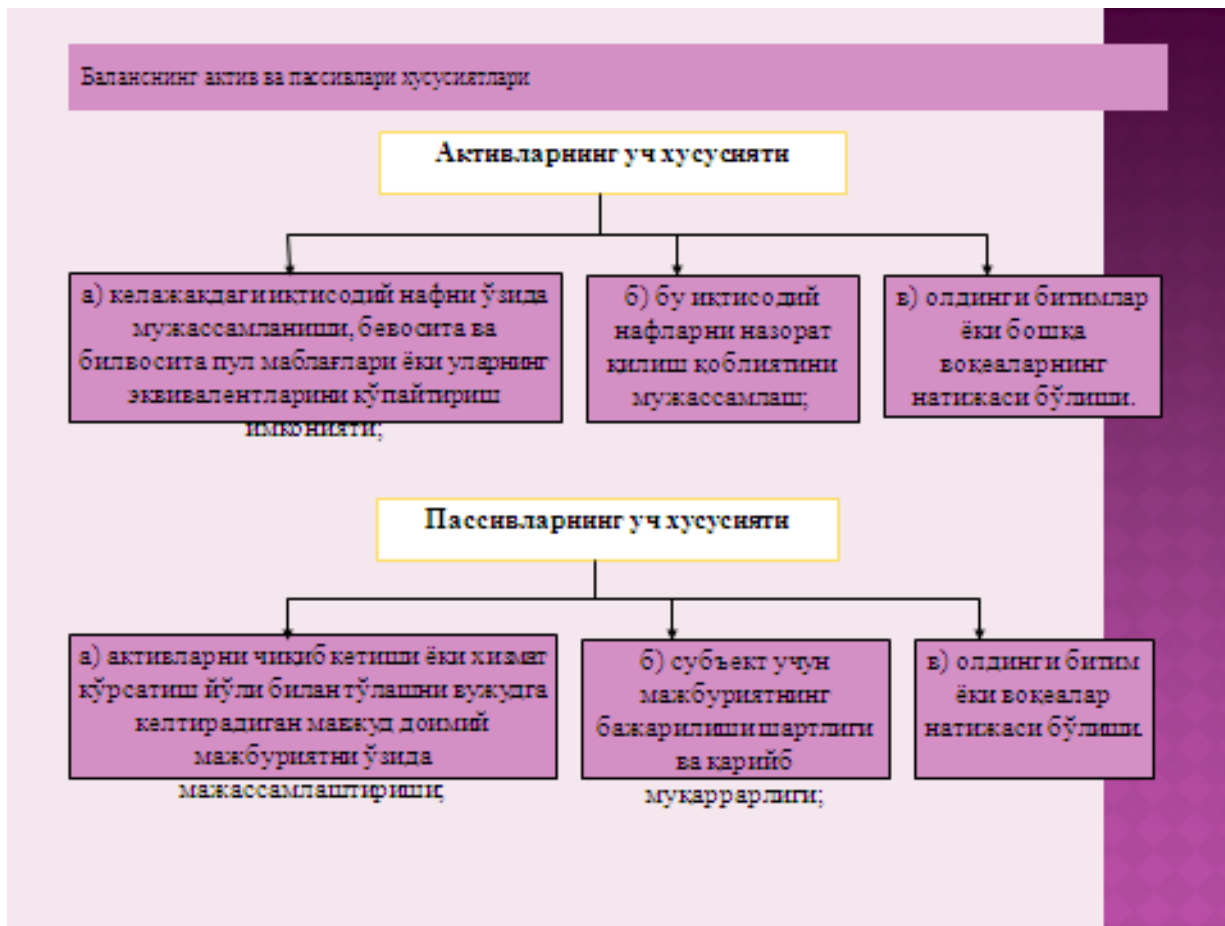 Баланснинг актив ва пассивлари хусусиятлари
Активларнинг уч хусусияти
а) келажакдаги иқтисодий нафни ўзида
мужассамланиши, бевосита ва
билвосита пул маблағлари ёки уларнинг
эквивалентларини кўпайтириш
имконияти;
б) бу иқтисодий
нафларни назорат
қилиш қоблиятини
мужассамлаш;
в) олдинги битимлар
ёки бошқа
воқеаларнинг
натижаси бўлиши.
Пассивларнинг уч хусусияти
а) активларни чиқиб кетиши ёки хизмат
кўрсатиш йўли билан тўлашни вужудга
келтирадиган мавжуд доимий
мажбуриятни ўзида
мажассамлаштириши;
б) субъект учун
мажбуриятнинг
бажарилиши шартлиги
ва қарийб
муқаррарлиги;
в) олдинги битим
ёки воқеалар
натижаси бўлиши.